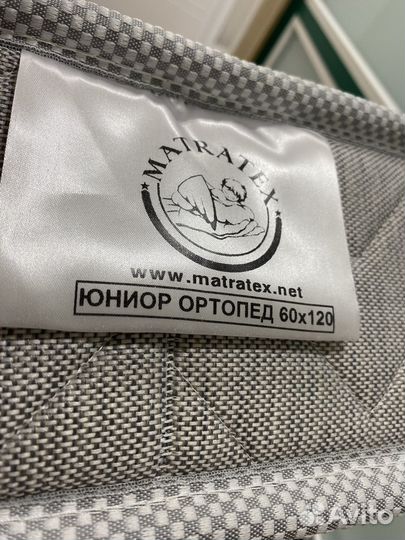 MATRATEX
www.matratex.net
ЮНИОР ОРТОПЕД 60x120
Avito